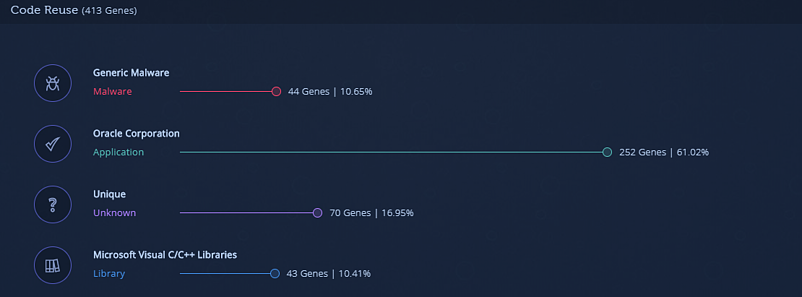 Code Reuse (413 Genes)
Generic Malware
Malware 44 Genes | 10.65%
Oracle Corporation
Application 252 Genes | 61.02%
Unique
Unknown 70 Genes | 16.95%
Microsoft Visual C/C++ Libraries
Library 43 Genes | 10.41%